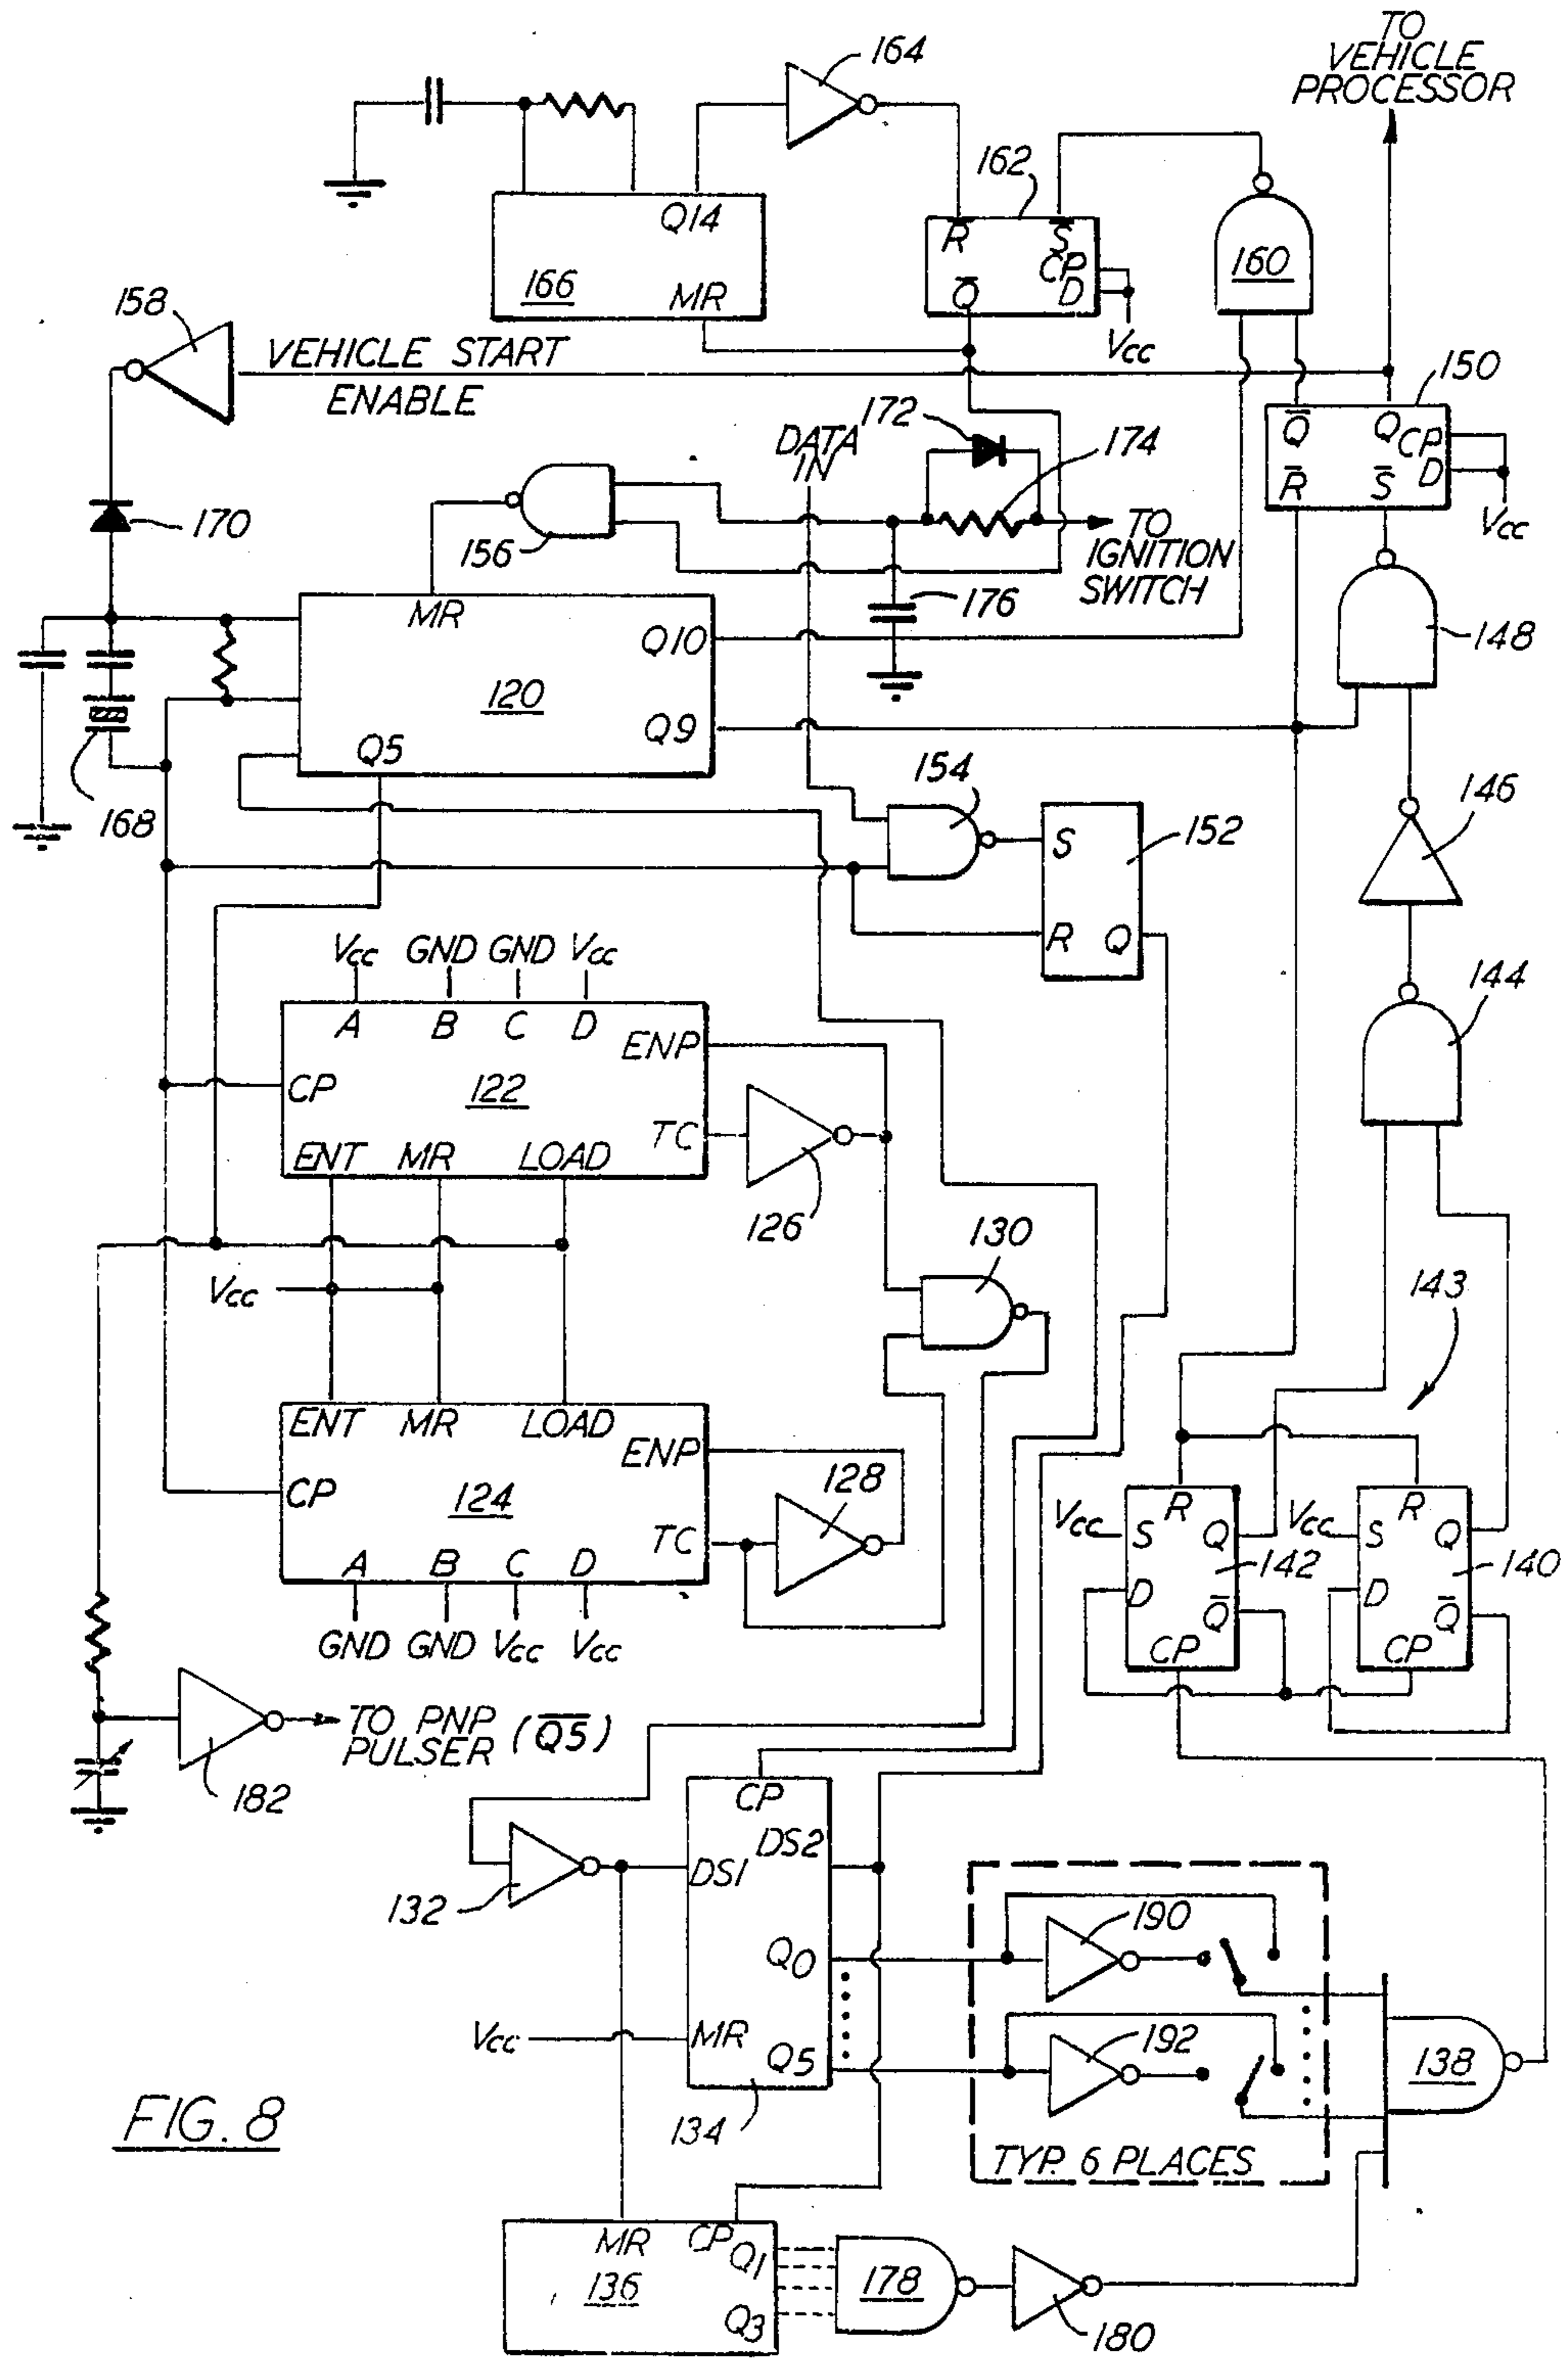 TO
VEHICLE
PROCESSOR
164
162
Q14
R̅ S̅
CP
D
Q̅
166
MR
160
158
VEHICLE START
ENABLE
Vcc
150
172
DATA
IN
174
Q̅ Q CP
R̅ S̅ D
Vcc
170
156
TO
IGNITION
SWITCH
176
MR
Q10
148
120
Q9
Q5
154
168
146
S
152
R Q
Vcc GND GND Vcc
A B C D
ENP
144
CP
122
TC
ENT MR LOAD
126
130
Vcc
143
ENT MR LOAD
ENP
CP
124
128
TC
Vcc S R Q
142
Vcc S R Q
140
D Q̅
D Q̅
CP
CP
A B C D
GND GND Vcc Vcc
TO PNP
PULSER (Q5̅)
182
CP
DS2
DS1
132
190
Q0
Vcc
MR
192
Q5
138
134
TYP. 6 PLACES
FIG. 8
MR CP
Q1
136
178
Q3
180